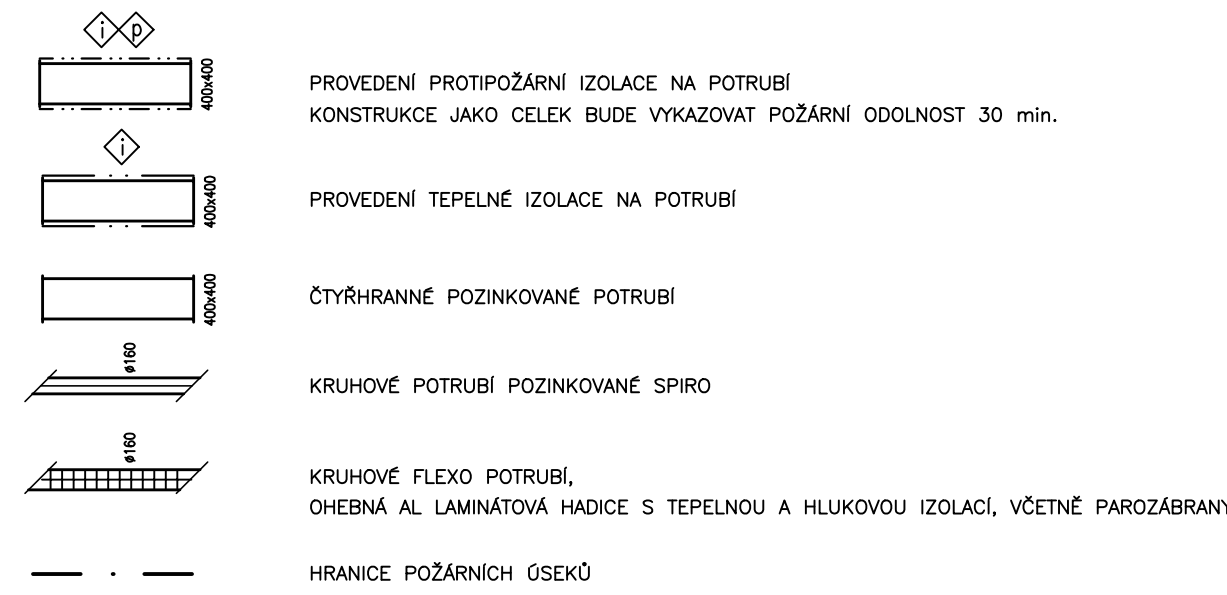 i p
400x400
PROVEDENÍ PROTIPOŽÁRNÍ IZOLACE NA POTRUBÍ
KONSTRUKCE JAKO CELEK BUDE VYKAZOVAT POŽÁRNÍ ODOLNOST 30 min.
i
400x400
PROVEDENÍ TEPELNÉ IZOLACE NA POTRUBÍ
400x400
ČTYŘHRANNÉ POZINKOVANÉ POTRUBÍ
ø160
KRUHOVÉ POTRUBÍ POZINKOVANÉ SPIRO
ø160
KRUHOVÉ FLEXO POTRUBÍ,
OHEBNÁ AL LAMINÁTOVÁ HADICE S TEPELNOU A HLUKOVOU IZOLACÍ, VČETNĚ PAROZÁBRANY
HRANICE POŽÁRNÍCH ÚSEKŮ